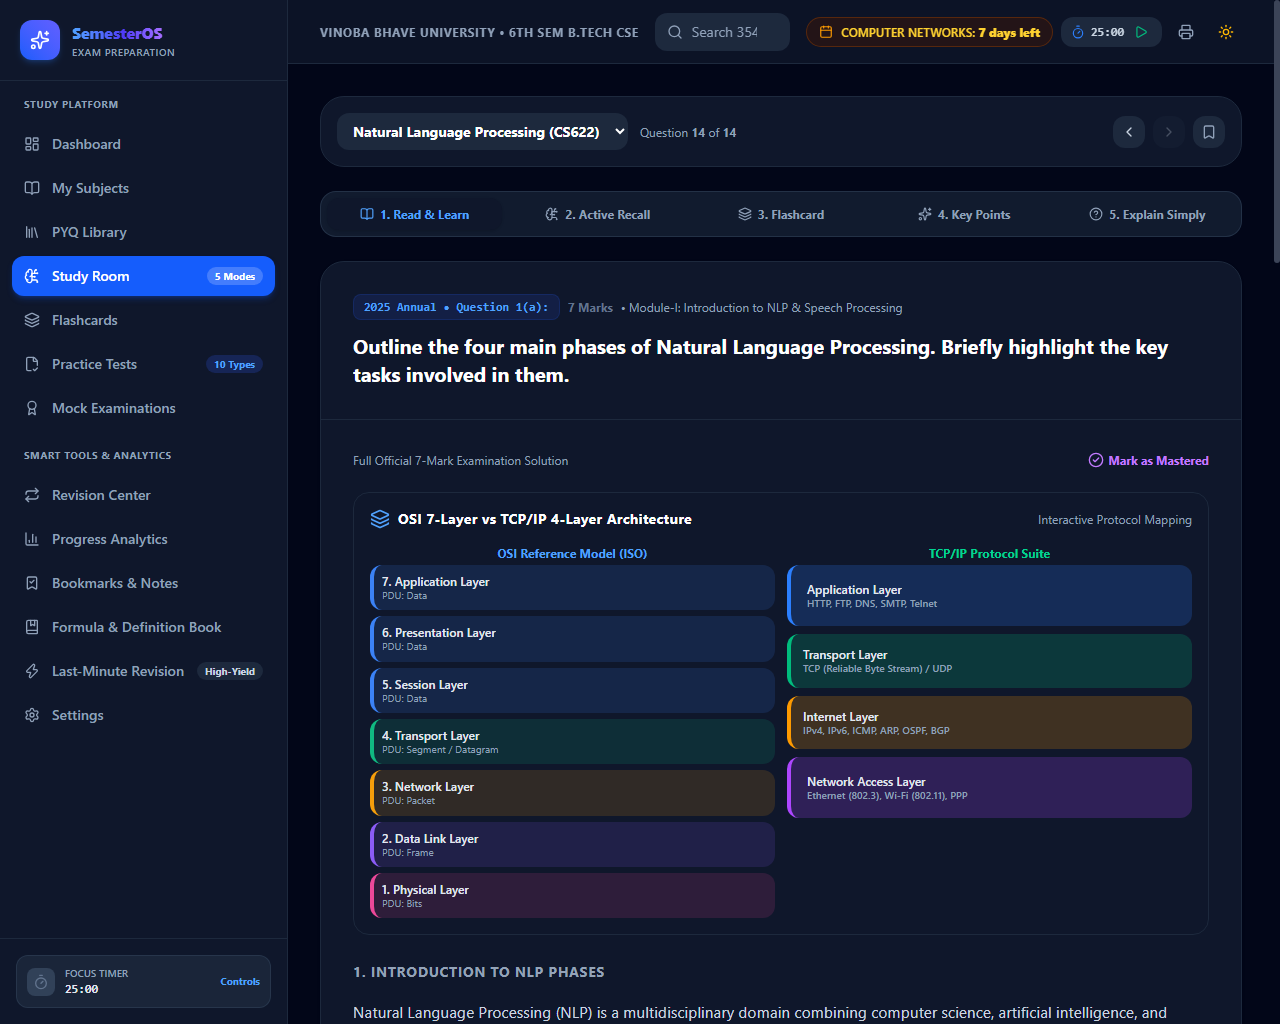 SemesterOS
EXAM PREPARATION
STUDY PLATFORM
Dashboard
My Subjects
PYQ Library
Study Room
5 Modes
Flashcards
Practice Tests
10 Types
Mock Examinations
SMART TOOLS & ANALYTICS
Revision Center
Progress Analytics
Bookmarks & Notes
Formula & Definition Book
Last-Minute Revision
High-Yield
Settings
FOCUS TIMER
25:00
Controls
VINOBA BHAVE UNIVERSITY • 6TH SEM B.TECH CSE
Search 354
COMPUTER NETWORKS: 7 days left
25:00
Natural Language Processing (CS622)
Question 14 of 14
1. Read & Learn
2. Active Recall
3. Flashcard
4. Key Points
5. Explain Simply
2025 Annual • Question 1(a):
7 Marks
• Module-I: Introduction to NLP & Speech Processing
Outline the four main phases of Natural Language Processing. Briefly highlight the key
tasks involved in them.
Full Official 7-Mark Examination Solution
Mark as Mastered
OSI 7-Layer vs TCP/IP 4-Layer Architecture
Interactive Protocol Mapping
OSI Reference Model (ISO)
7. Application Layer
PDU: Data
6. Presentation Layer
PDU: Data
5. Session Layer
PDU: Data
4. Transport Layer
PDU: Segment / Datagram
3. Network Layer
PDU: Packet
2. Data Link Layer
PDU: Frame
1. Physical Layer
PDU: Bits
TCP/IP Protocol Suite
Application Layer
HTTP, FTP, DNS, SMTP, Telnet
Transport Layer
TCP (Reliable Byte Stream) / UDP
Internet Layer
IPv4, IPv6, ICMP, ARP, OSPF, BGP
Network Access Layer
Ethernet (802.3), Wi-Fi (802.11), PPP
1. INTRODUCTION TO NLP PHASES
Natural Language Processing (NLP) is a multidisciplinary domain combining computer science, artificial intelligence, and